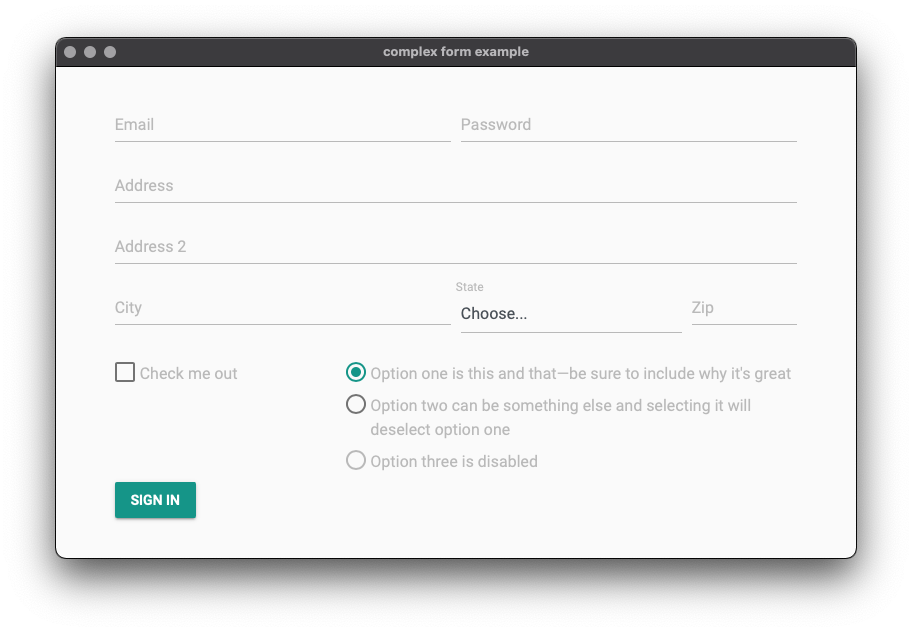 complex form example
Email
Password
Address
Address 2
City
State
Choose...
Zip
Check me out
Option one is this and that—be sure to include why it's great
Option two can be something else and selecting it will
deselect option one
Option three is disabled
SIGN IN